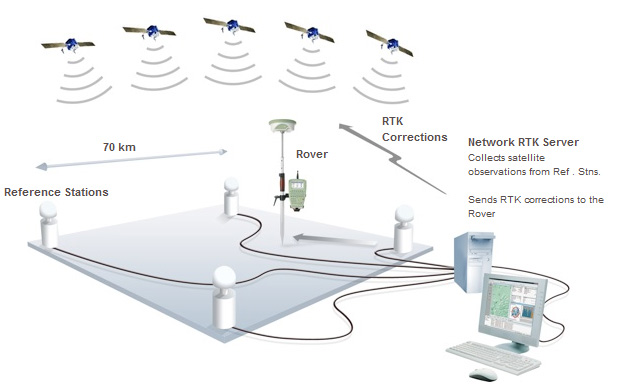 RTK
Corrections
70 km
Rover
Network RTK Server
Collects satellite
observations from Ref . Stns.
Reference Stations
Sends RTK corrections to the
Rover